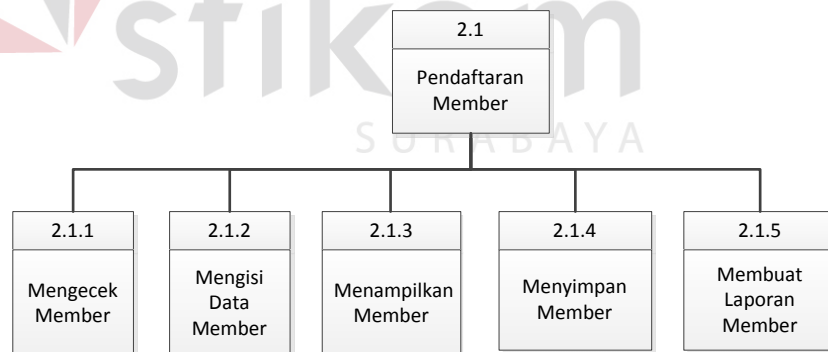 stikom
SURABAYA
2.1
Pendaftaran
Member
2.1.1
Mengecek
Member
2.1.2
Mengisi
Data
Member
2.1.3
Menampilkan
Member
2.1.4
Menyimpan
Member
2.1.5
Membuat
Laporan
Member